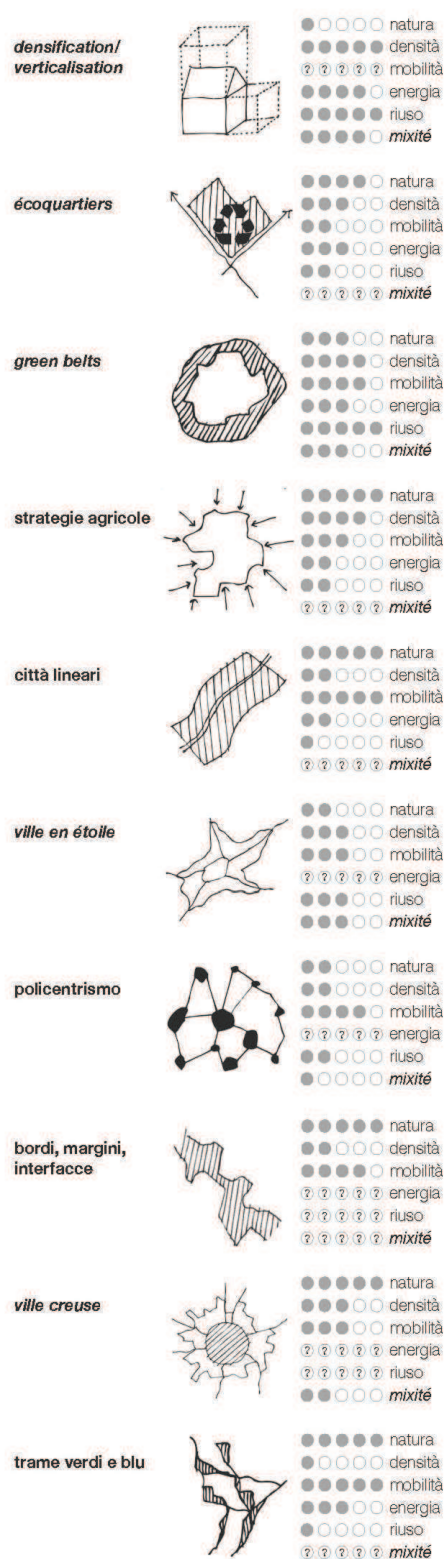 densification/
verticalisation
natura
densità
? ? ? ? ? mobilità
energia
riuso
mixité
écoquartiers
natura
densità
mobilità
energia
riuso
? ? ? ? ? mixité
green belts
natura
densità
mobilità
energia
riuso
mixité
strategie agricole
natura
densità
mobilità
energia
riuso
? ? ? ? ? mixité
città lineari
natura
densità
mobilità
energia
riuso
? ? ? ? ? mixité
ville en étoile
natura
densità
mobilità
? ? ? ? ? energia
riuso
mixité
policentrismo
natura
densità
mobilità
? ? ? ? ? energia
riuso
mixité
bordi, margini,
interfacce
natura
densità
mobilità
? ? ? ? ? energia
? ? ? ? ? riuso
? ? ? ? ? mixité
ville creuse
natura
densità
mobilità
? ? ? ? ? energia
? ? ? ? ? riuso
mixité
trame verdi e blu
natura
densità
mobilità
energia
riuso
? ? ? ? ? mixité